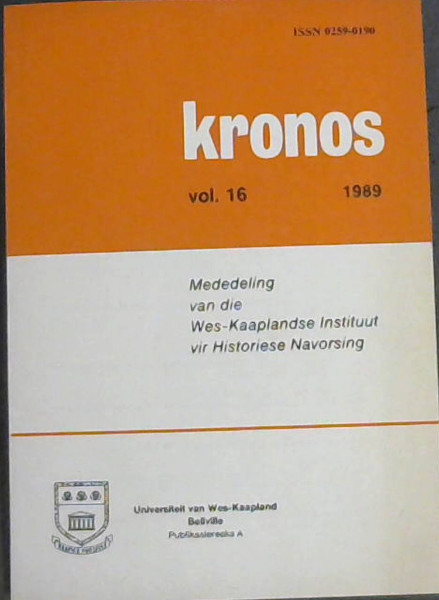 ISSN 0259-0190
kronos
vol. 16 1989
Mededeling
van die
Wes-Kaaplandse Instituut
vir Historiese Navorsing
Universiteit van Wes-Kaapland
Bellville
Publikasiereeks A